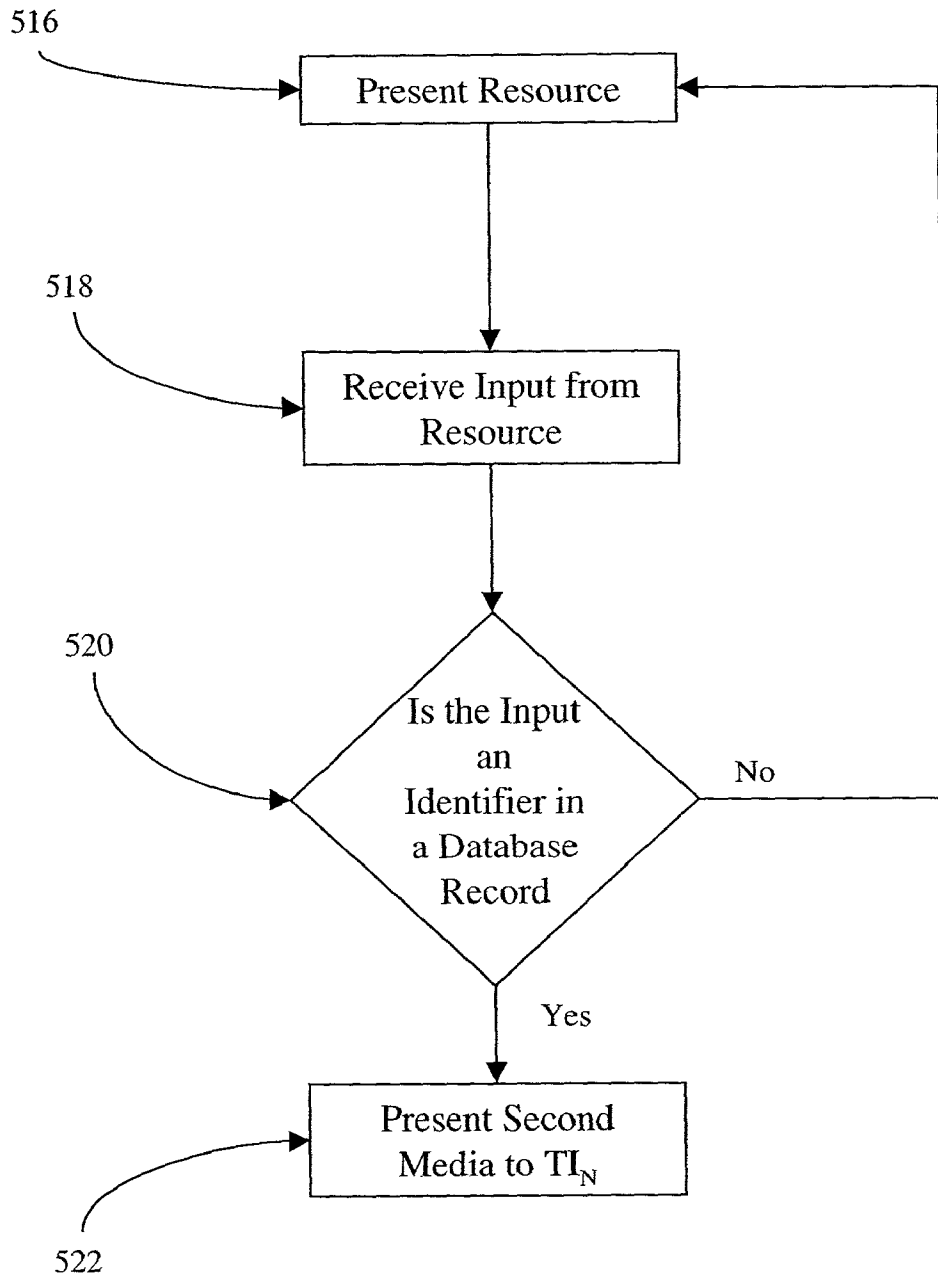 516
Present Resource
518
Receive Input from
Resource
520
Is the Input
an
Identifier in
a Database
Record
No
Yes
Present Second
Media to TI_N
522